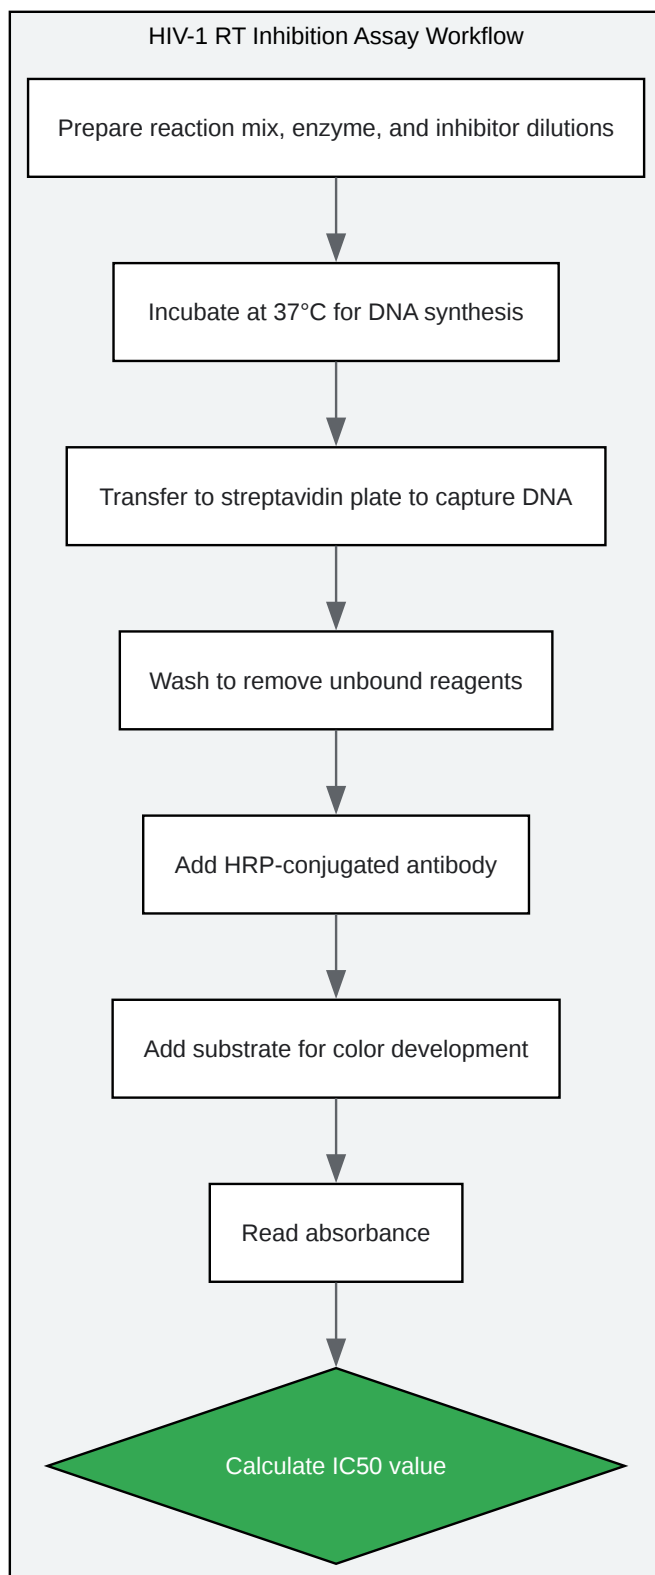 HIV-1 RT Inhibition Assay Workflow
Prepare reaction mix, enzyme, and inhibitor dilutions
Incubate at 37°C for DNA synthesis
Transfer to streptavidin plate to capture DNA
Wash to remove unbound reagents
Add HRP-conjugated antibody
Add substrate for color development
Read absorbance
Calculate IC50 value